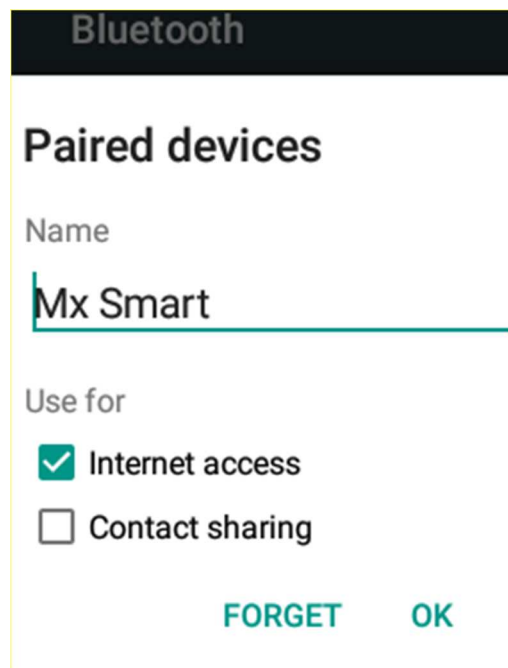 Bluetooth
Paired devices
Name
Mx Smart
Use for
Internet access
Contact sharing
FORGET OK